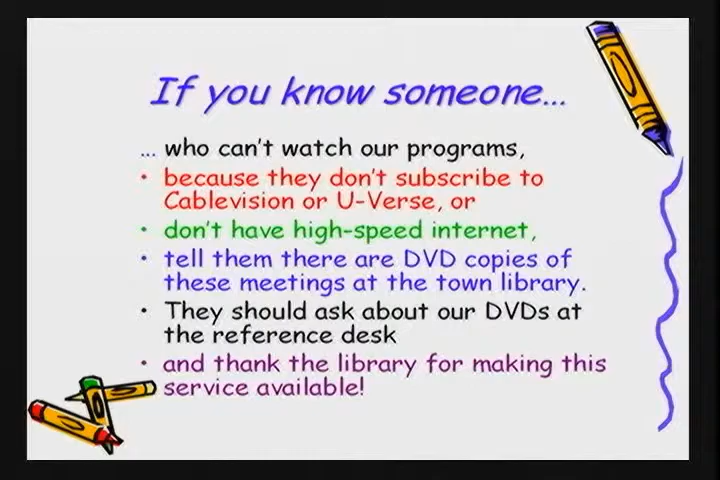 If you know someone...
... who can't watch our programs,
• because they don't subscribe to
Cablevision or U-Verse, or
• don't have high-speed internet,
• tell them there are DVD copies of
these meetings at the town library.
• They should ask about our DVDs at
the reference desk
• and thank the library for making this
service available!